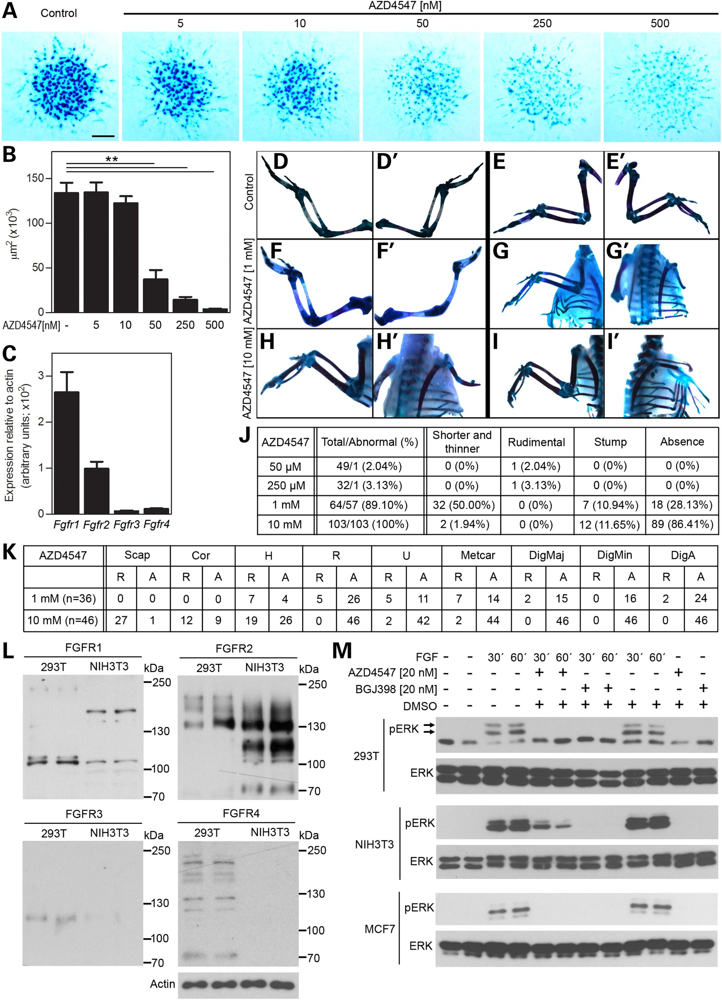 A
Control
AZD4547 [nM]
5 10 50 250 500
B
**
150
100
50
0
μm² (x10³)
AZD4547[nM] - 5 10 50 250 500
C
Expression relative to actin
(arbitrary units; x10²)
3
2
1
0
Fgfr1 Fgfr2 Fgfr3 Fgfr4
Control
D D′ E E′
AZD4547 [1 mM]
F F′ G G′
AZD4547 [10 mM]
H H′ I I′
J
AZD4547 Total/Abnormal (%) Shorter and thinner Rudimental Stump Absence
50 μM 49/1 (2.04%) 0 (0%) 1 (2.04%) 0 (0%) 0 (0%)
250 μM 32/1 (3.13%) 0 (0%) 1 (3.13%) 0 (0%) 0 (0%)
1 mM 64/57 (89.10%) 32 (50.00%) 0 (0%) 7 (10.94%) 18 (28.13%)
10 mM 103/103 (100%) 2 (1.94%) 0 (0%) 12 (11.65%) 89 (86.41%)
K
AZD4547 Scap Cor H R U Metcar DigMaj DigMin DigA
R A R A R A R A R A R A R A R A R A
1 mM (n=36) 0 0 0 0 7 4 5 26 5 11 7 14 2 15 0 16 2 24
10 mM (n=46) 27 1 12 9 19 26 0 46 2 42 2 44 0 46 0 46 0 46
L
FGFR1
293T NIH3T3 kDa
250
130
100
70
FGFR2
293T NIH3T3 kDa
250
130
100
70
FGFR3
293T NIH3T3 kDa
250
130
100
70
FGFR4
293T NIH3T3 kDa
250
130
100
70
Actin
M
FGF - - 30′ 60′ 30′ 60′ 30′ 60′ 30′ 60′ - -
AZD4547 [20 nM] - - - - + + - - - - + -
BGJ398 [20 nM] - - - - - - + + - - - +
DMSO - - - - + + + + + + + +
293T
pERK
ERK
NIH3T3
pERK
ERK
MCF7
pERK
ERK